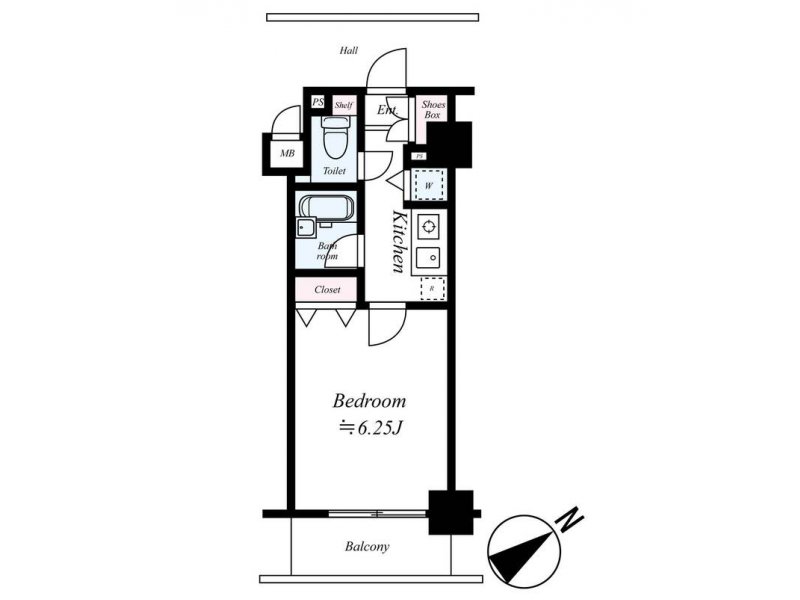 Hall
PS
Shelf
Ent.
Shoes
Box
MB
Toilet
PS
W
Kitchen
Bath
room
Closet
R
Bedroom
≒6.25J
N
Balcony